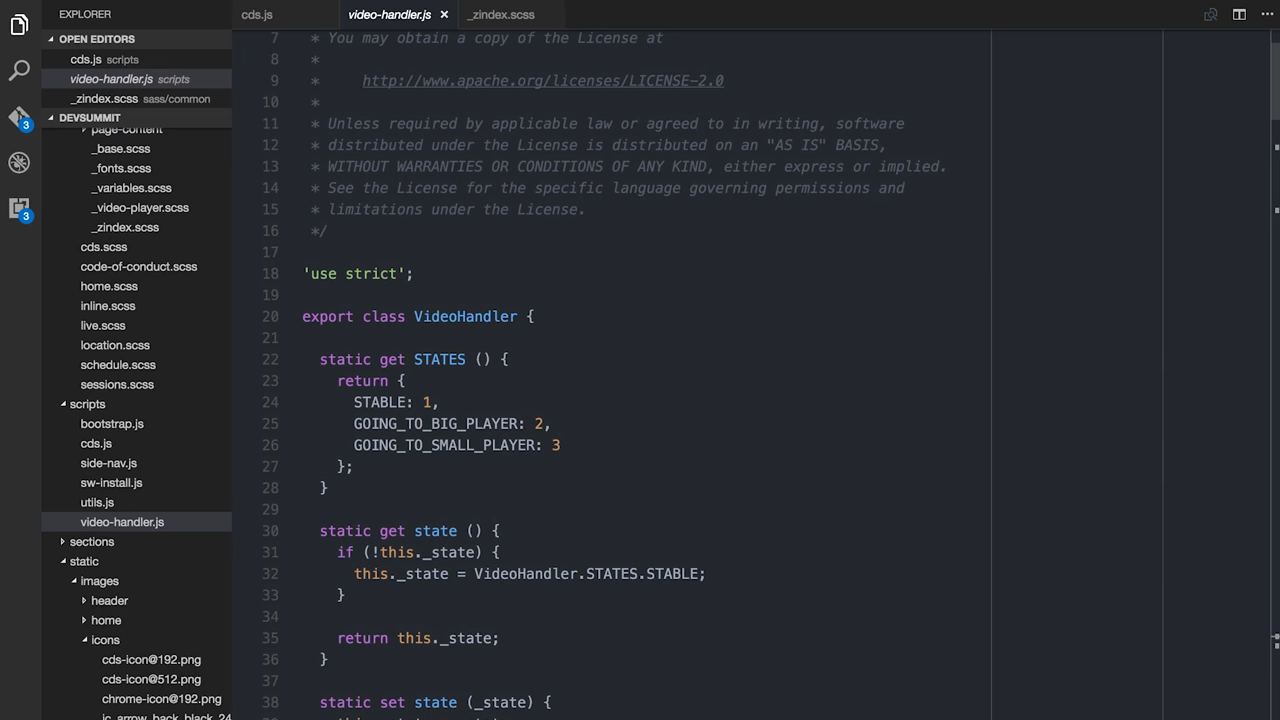 EXPLORER
OPEN EDITORS
cds.js scripts
video-handler.js scripts
_zindex.scss sass/common
3
3
DEVSUMMIT
page-content
_base.scss
_fonts.scss
_variables.scss
_video-player.scss
_zindex.scss
cds.scss
code-of-conduct.scss
home.scss
inline.scss
live.scss
location.scss
schedule.scss
sessions.scss
scripts
bootstrap.js
cds.js
side-nav.js
sw-install.js
utils.js
video-handler.js
sections
static
images
header
home
icons
cds-icon@192.png
cds-icon@512.png
chrome-icon@192.png
ic_arrow_back_black_24
cds.js video-handler.js _zindex.scss
7 * You may obtain a copy of the License at
8 *
9 * http://www.apache.org/licenses/LICENSE-2.0
10 *
11 * Unless required by applicable law or agreed to in writing, software
12 * distributed under the License is distributed on an "AS IS" BASIS,
13 * WITHOUT WARRANTIES OR CONDITIONS OF ANY KIND, either express or implied.
14 * See the License for the specific language governing permissions and
15 * limitations under the License.
16 */
17
18 'use strict';
19
20 export class VideoHandler {
21
22 static get STATES () {
23 return {
24 STABLE: 1,
25 GOING_TO_BIG_PLAYER: 2,
26 GOING_TO_SMALL_PLAYER: 3
27 };
28 }
29
30 static get state () {
31 if (!this._state) {
32 this._state = VideoHandler.STATES.STABLE;
33 }
34
35 return this._state;
36 }
37
38 static set state (_state) {